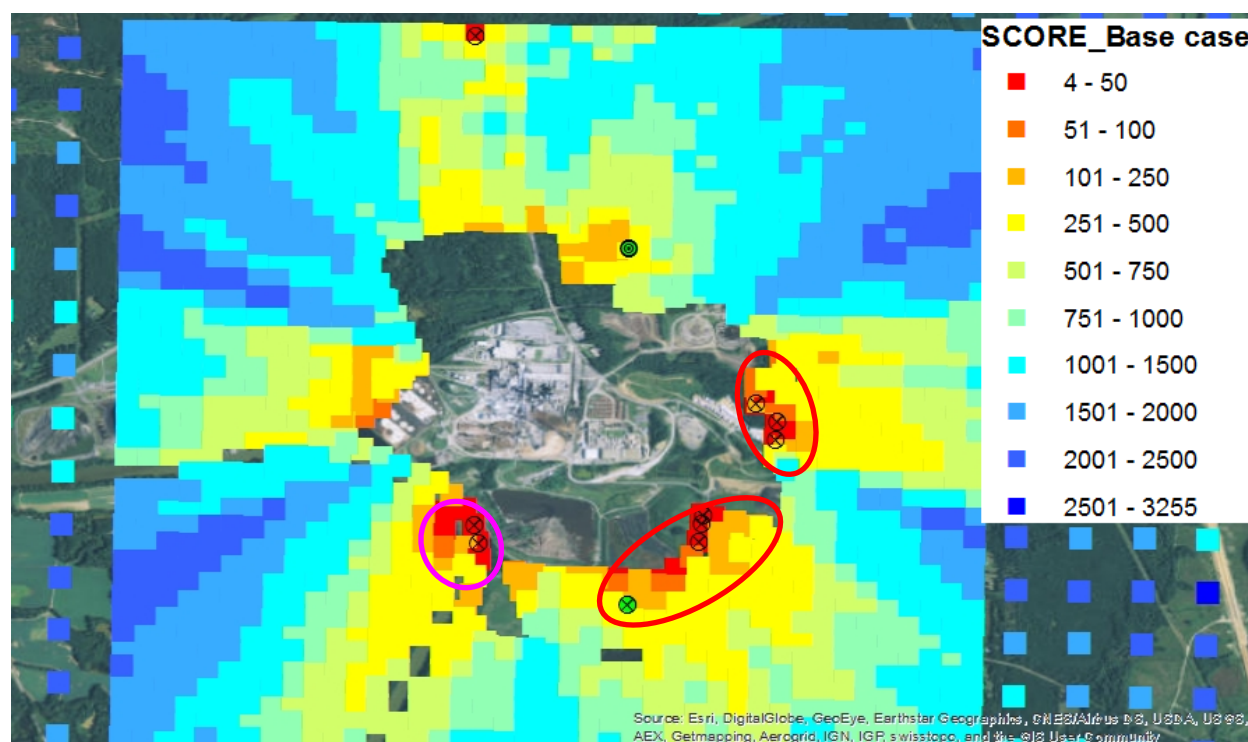 SCORE_Base case
4 - 50
51 - 100
101 - 250
251 - 500
501 - 750
751 - 1000
1001 - 1500
1501 - 2000
2001 - 2500
2501 - 3255
Source: Esri, DigitalGlobe, GeoEye, Earthstar Geographics, CNES/Airbus DS, USDA, USGS,
AEX, Getmapping, Aerogrid, IGN, IGP, swisstopo, and the GIS User Community